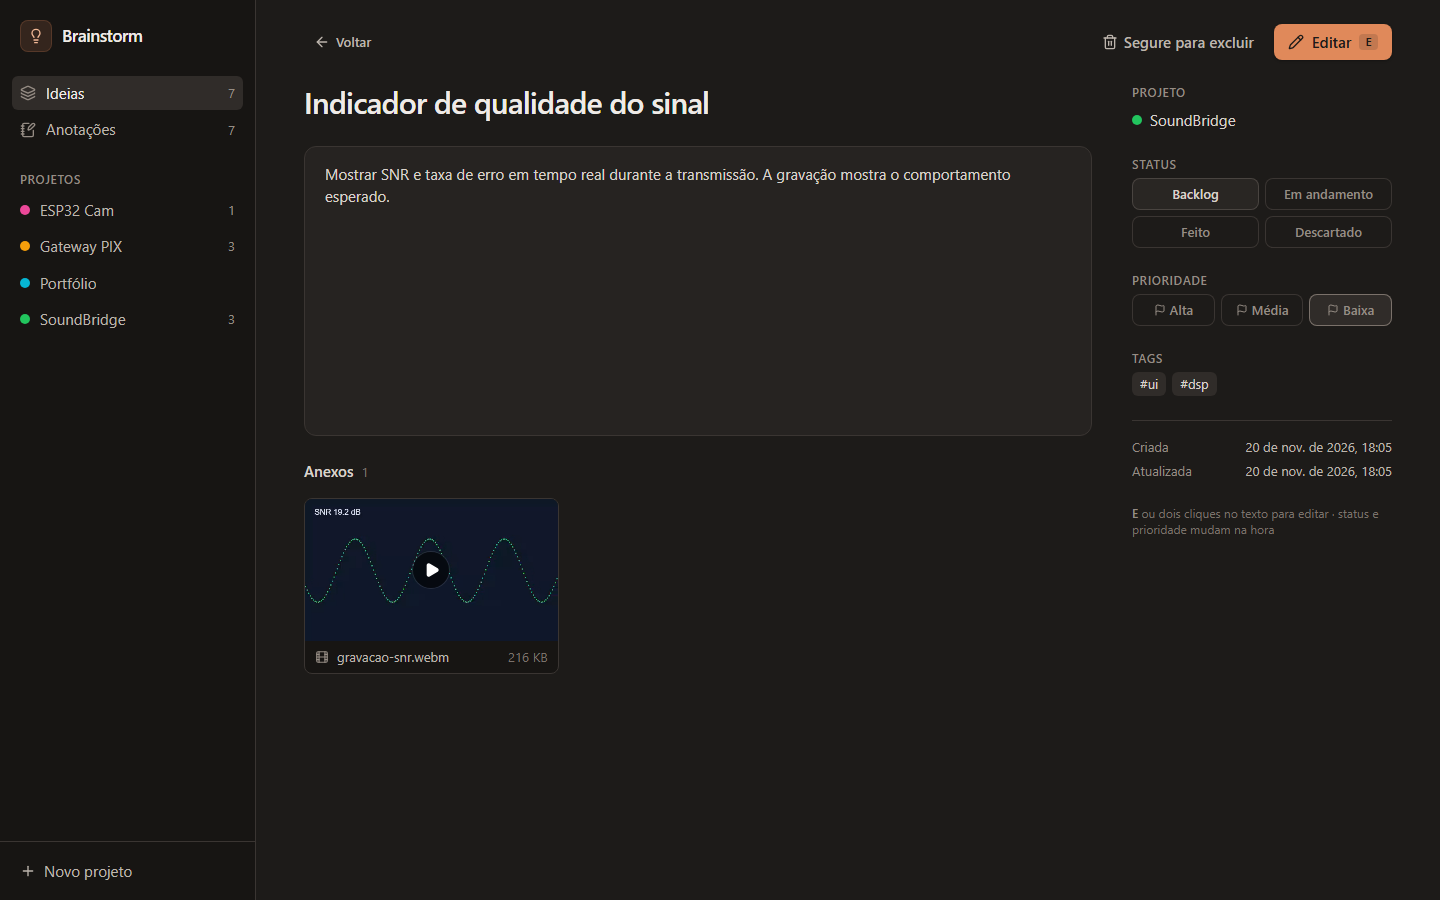 Brainstorm
Ideias 7
Anotações 7
PROJETOS
ESP32 Cam 1
Gateway PIX 3
Portfólio
SoundBridge 3
Novo projeto
Voltar
Segure para excluir
Editar E
Indicador de qualidade do sinal
Mostrar SNR e taxa de erro em tempo real durante a transmissão. A gravação mostra o comportamento
esperado.
Anexos 1
SNR 19.2 dB
gravacao-snr.webm 216 KB
PROJETO
SoundBridge
STATUS
Backlog Em andamento
Feito Descartado
PRIORIDADE
Alta Média Baixa
TAGS
#ui #dsp
Criada 20 de nov. de 2026, 18:05
Atualizada 20 de nov. de 2026, 18:05
E ou dois cliques no texto para editar · status e
prioridade mudam na hora